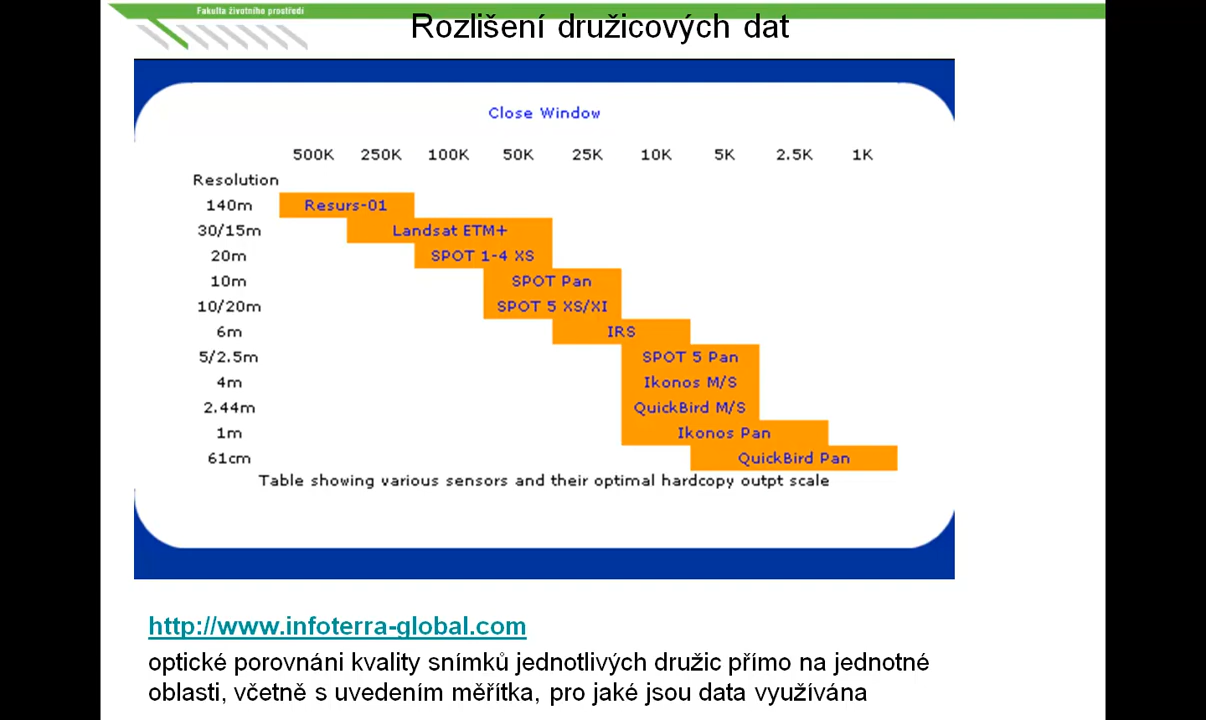 Fakulta životního prostředí
Rozlišení družicových dat
Close Window
500K 250K 100K 50K 25K 10K 5K 2.5K 1K
Resolution
140m Resurs-01
30/15m Landsat ETM+
20m SPOT 1-4 XS
10m SPOT Pan
10/20m SPOT 5 XS/XI
6m IRS
5/2.5m SPOT 5 Pan
4m Ikonos M/S
2.44m QuickBird M/S
1m Ikonos Pan
61cm QuickBird Pan
Table showing various sensors and their optimal hardcopy outpt scale
http://www.infoterra-global.com
optické porovnáni kvality snímků jednotlivých družic přímo na jednotné
oblasti, včetně s uvedením měřítka, pro jaké jsou data využívána